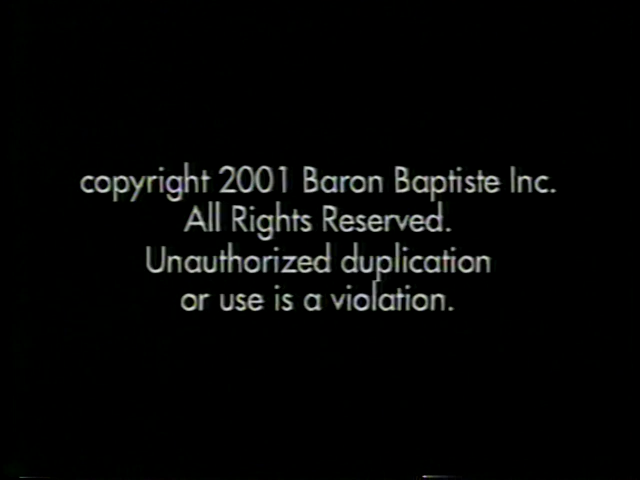 copyright 2001 Baron Baptiste Inc.
All Rights Reserved.
Unauthorized duplication
or use is a violation.